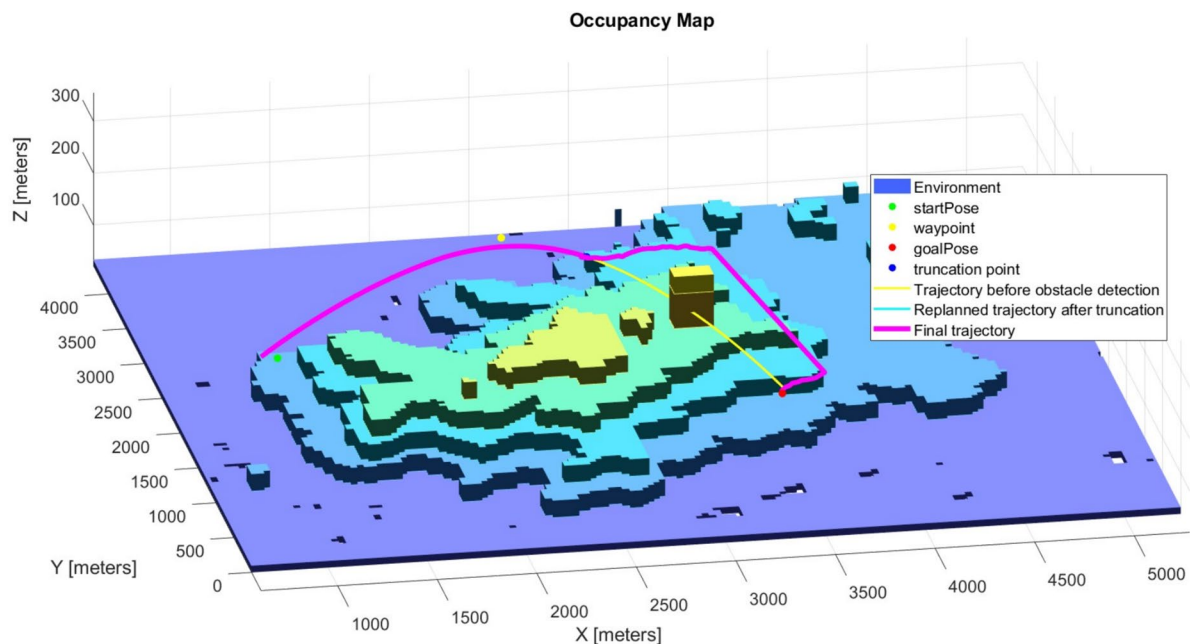 Occupancy Map
300
200
100
Z [meters]
Environment
startPose
waypoint
goalPose
truncation point
Trajectory before obstacle detection
Replanned trajectory after truncation
Final trajectory
4000
3500
3000
2500
2000
1500
1000
500
0
Y [meters]
1000
1500
2000
2500
3000
3500
4000
4500
5000
X [meters]